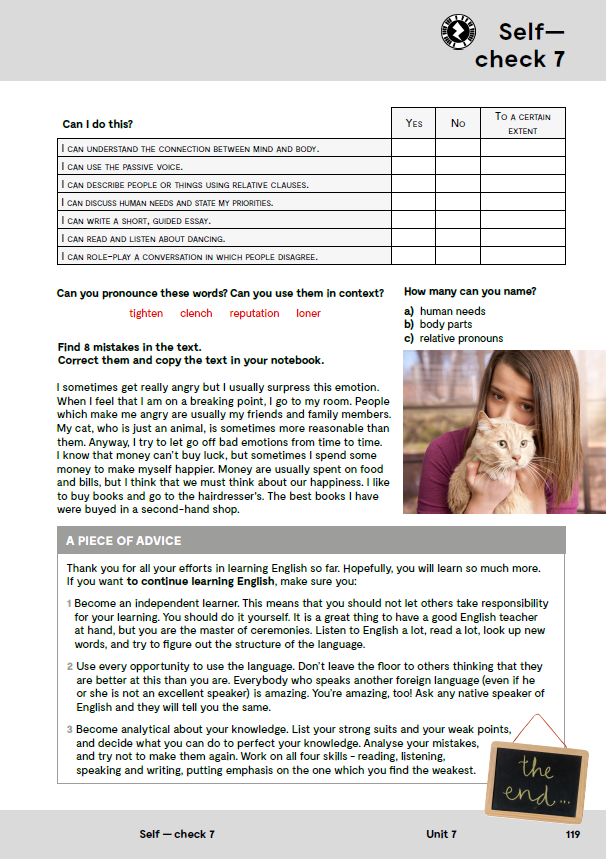 Self—
check 7
Can I do this?
Yes
No
To a certain
extent
I can understand the connection between mind and body.
I can use the passive voice.
I can describe people or things using relative clauses.
I can discuss human needs and state my priorities.
I can write a short, guided essay.
I can read and listen about dancing.
I can role-play a conversation in which people disagree.
Can you pronounce these words? Can you use them in context?
tighten clench reputation loner
Find 8 mistakes in the text.
Correct them and copy the text in your notebook.
I sometimes get really angry but I usually surpress this emotion.
When I feel that I am on a breaking point, I go to my room. People
which make me angry are usually my friends and family members.
My cat, who is just an animal, is sometimes more reasonable than
them. Anyway, I try to let go off bad emotions from time to time.
I know that money can't buy luck, but sometimes I spend some
money to make myself happier. Money are usually spent on food
and bills, but I think that we must think about our happiness. I like
to buy books and go to the hairdresser's. The best books I have
were buyed in a second-hand shop.
How many can you name?
a) human needs
b) body parts
c) relative pronouns
A PIECE OF ADVICE
Thank you for all your efforts in learning English so far. Hopefully, you will learn so much more.
If you want to continue learning English, make sure you:
1 Become an independent learner. This means that you should not let others take responsibility
for your learning. You should do it yourself. It is a great thing to have a good English teacher
at hand, but you are the master of ceremonies. Listen to English a lot, read a lot, look up new
words, and try to figure out the structure of the language.
2 Use every opportunity to use the language. Don't leave the floor to others thinking that they
are better at this than you are. Everybody who speaks another foreign language (even if he
or she is not an excellent speaker) is amazing. You're amazing, too! Ask any native speaker of
English and they will tell you the same.
3 Become analytical about your knowledge. List your strong suits and your weak points,
and decide what you can do to perfect your knowledge. Analyse your mistakes,
and try not to make them again. Work on all four skills - reading, listening,
speaking and writing, putting emphasis on the one which you find the weakest.
the
end...
Self — check 7
Unit 7
119